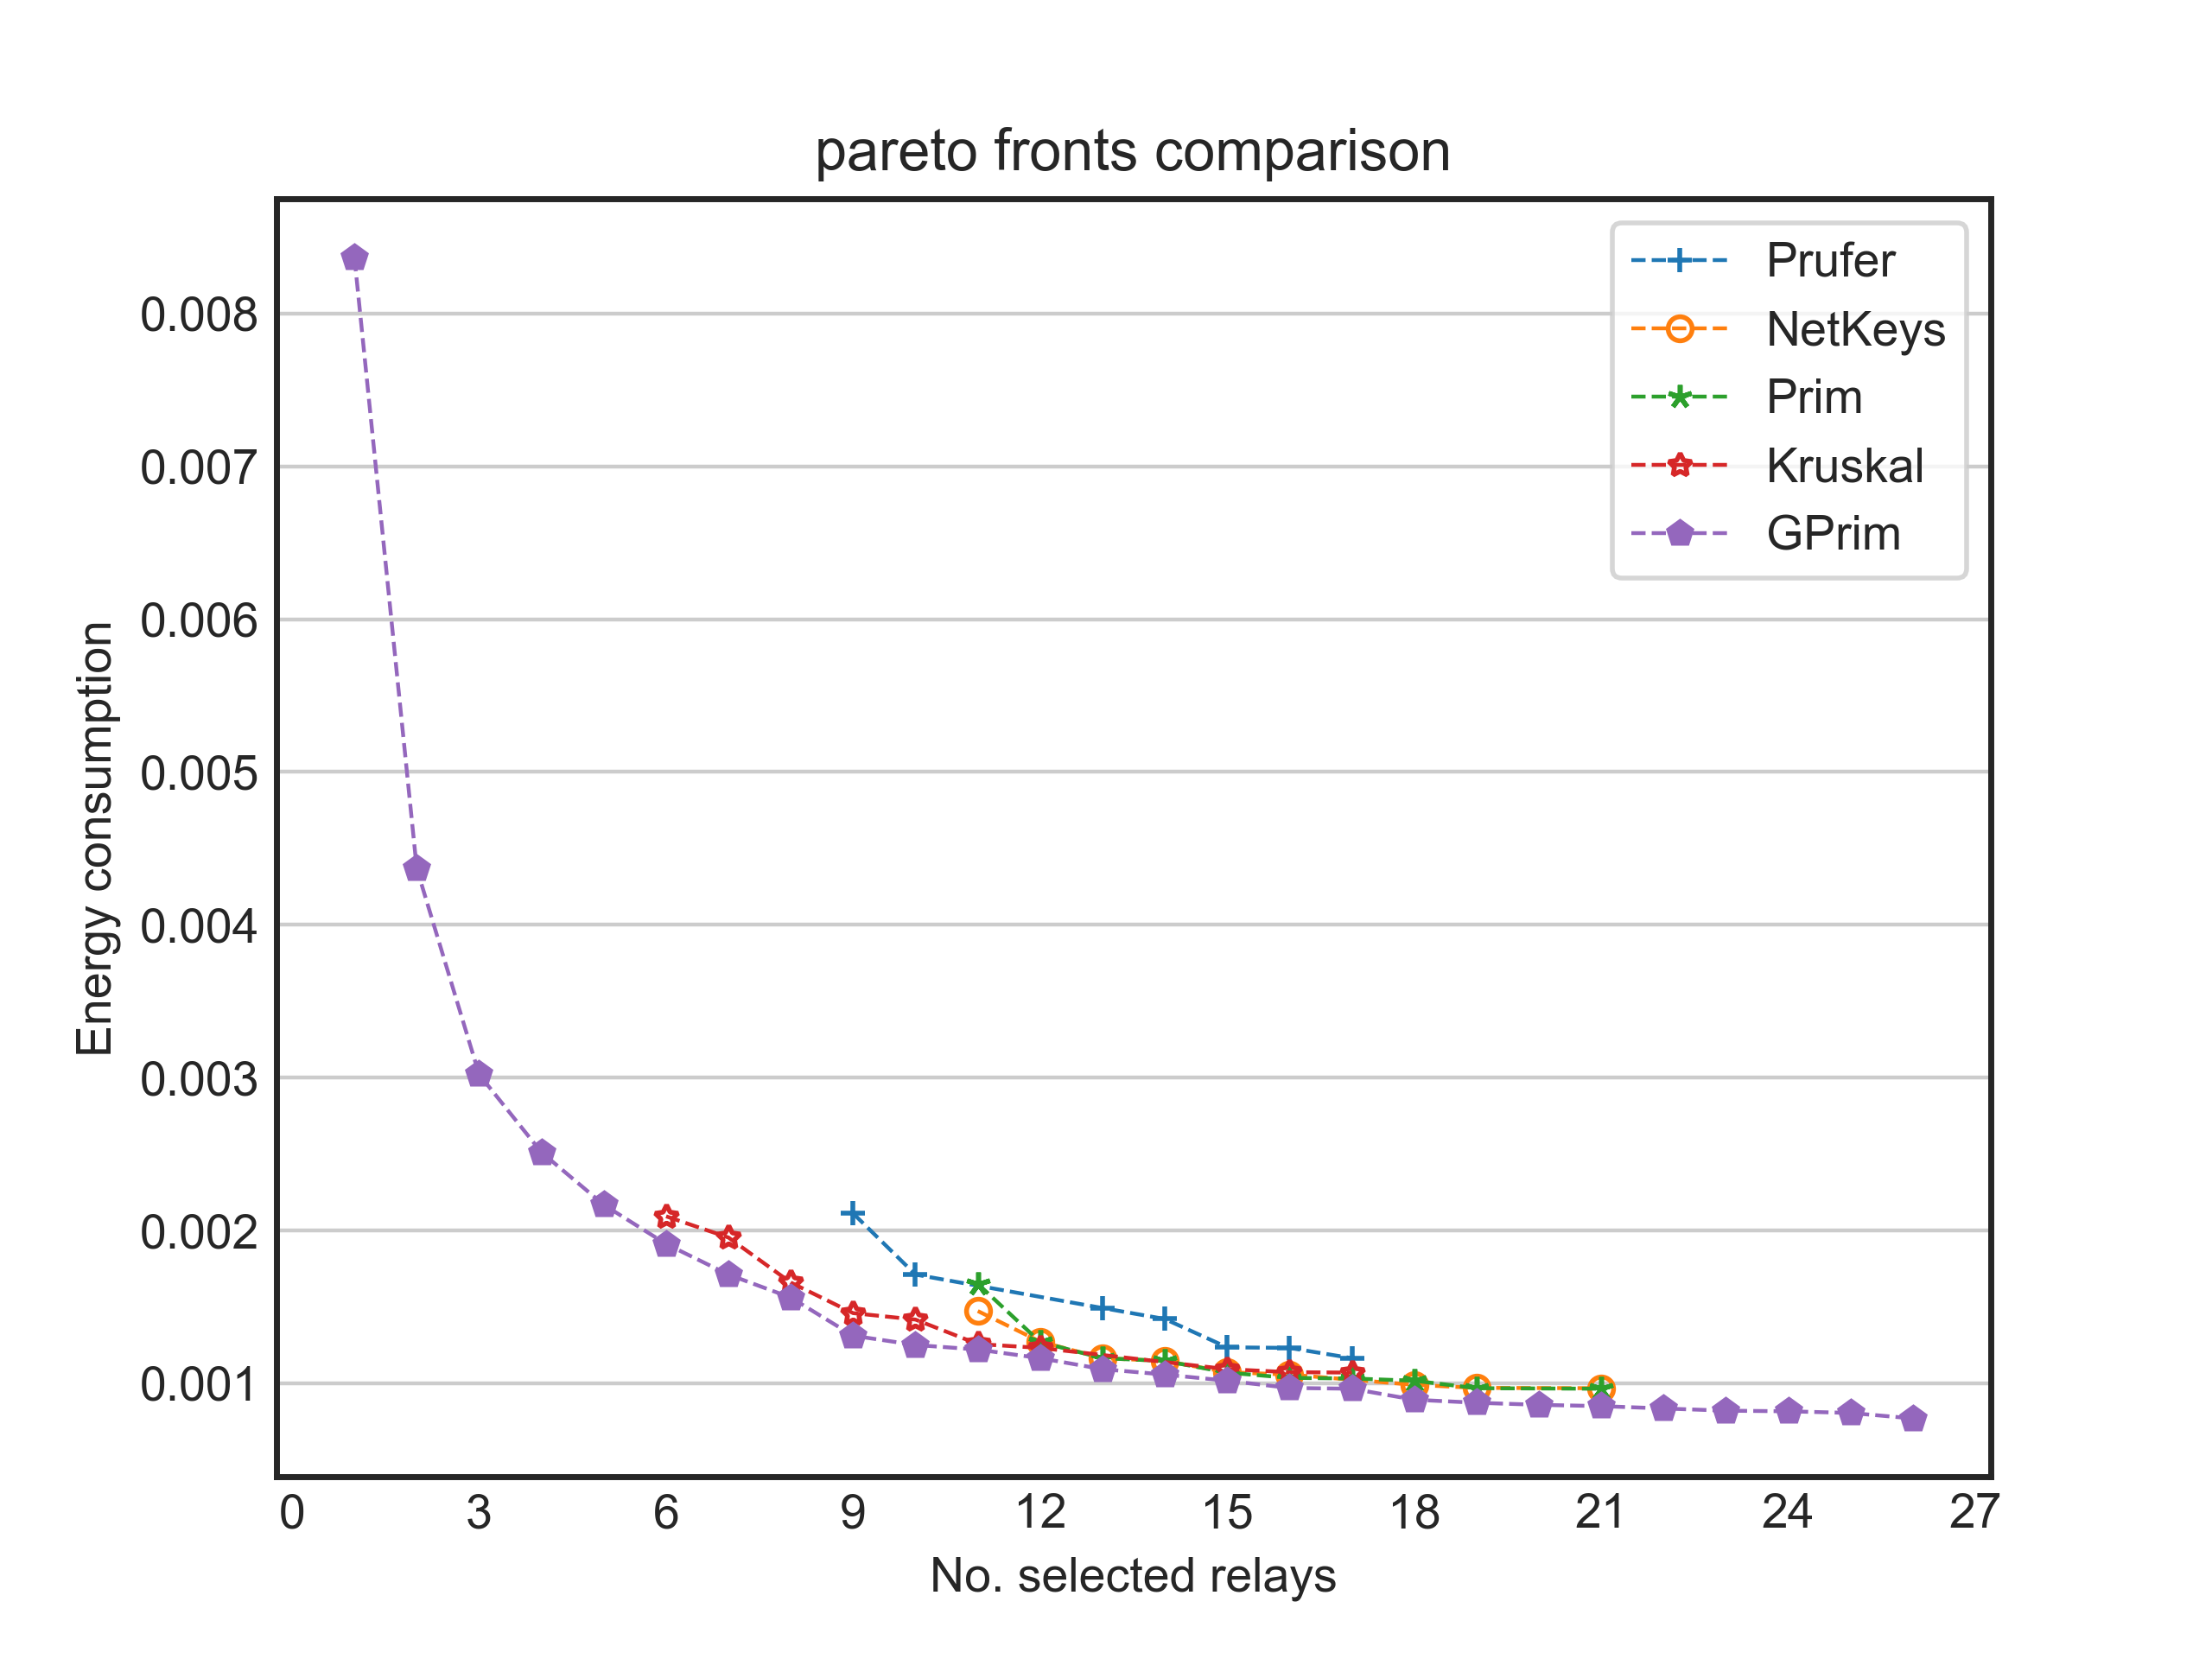 pareto fronts comparison
Prufer
NetKeys
Prim
Kruskal
GPrim
Energy consumption
0.008
0.007
0.006
0.005
0.004
0.003
0.002
0.001
0 3 6 9 12 15 18 21 24 27
No. selected relays